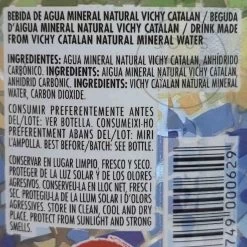 BEBIDA DE AGUA MINERAL NATURAL VICHY CATALAN / BEGUDA
D'AIGUA MINERAL NATURAL VICHY CATALAN / DRINK MADE
FROM VICHY CATALAN NATURAL MINERAL WATER.
INGREDIENTES: AGUA MINERAL NATURAL VICHY CATALAN, ANHIDRIDO
CARBÓNICO. INGREDIENTS: AIGUA MINERAL NATURAL VICHY CATALAN,
ANHÍDRID CARBÒNIC. INGREDIENTS: VICHY CATALAN NATURAL MINERAL
WATER, CARBON DIOXIDE.
CONSUMIR PREFERENTEMENTE ANTES
DEL/LOTE: VER BOTELLA. CONSUMEIXI-HO
PREFERENTMENT ABANS DEL/LOT: MIRI
L'AMPOLLA. BEST BEFORE/BATCH: SEE BOTTLE.
CONSERVAR EN LUGAR LIMPIO, FRESCO Y SECO.
PROTEGER DE LA LUZ SOLAR Y DE LOS OLORES
AGRESIVOS. CONSERVEU-LA EN LLOC NET, FRESC I
SEC. PROTEGIU-LA DE LA LLUM SOLAR I D'OLORS
AGRESSIVES. STORE IN CLEAN, COOL AND DRY
PLACE. PROTECT FROM SUNLIGHT AND STRONG
SMELLS.